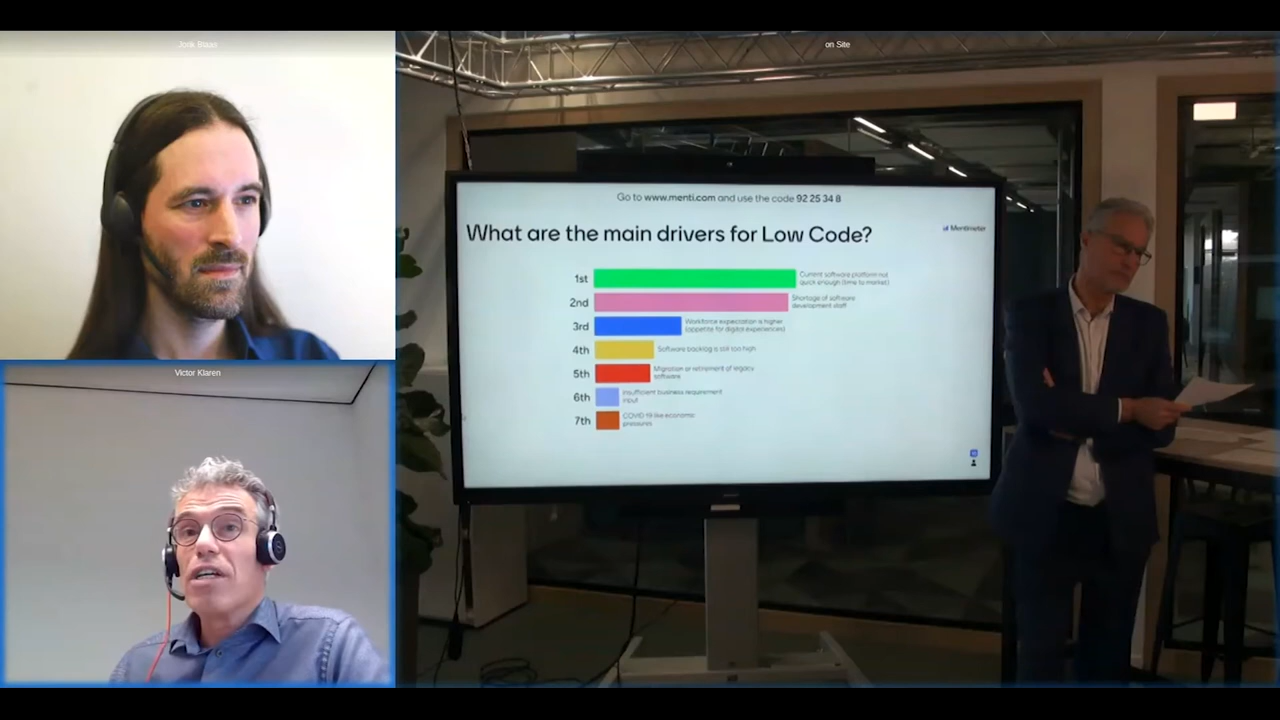 Jorik Blaas
on Site
Go to www.menti.com and use the code 92 25 34 8
What are the main drivers for Low Code?
Mentimeter
1st
Current software platform not
quick enough (time to market)
2nd
Shortage of software
development staff
3rd
Workforce expectation is higher
(appetite for digital experiences)
4th
Software backlog is still too high
5th
Migration or retirement of legacy
software
6th
Insufficient business requirement
input
7th
COVID 19 like economic
pressures
Victor Klaren